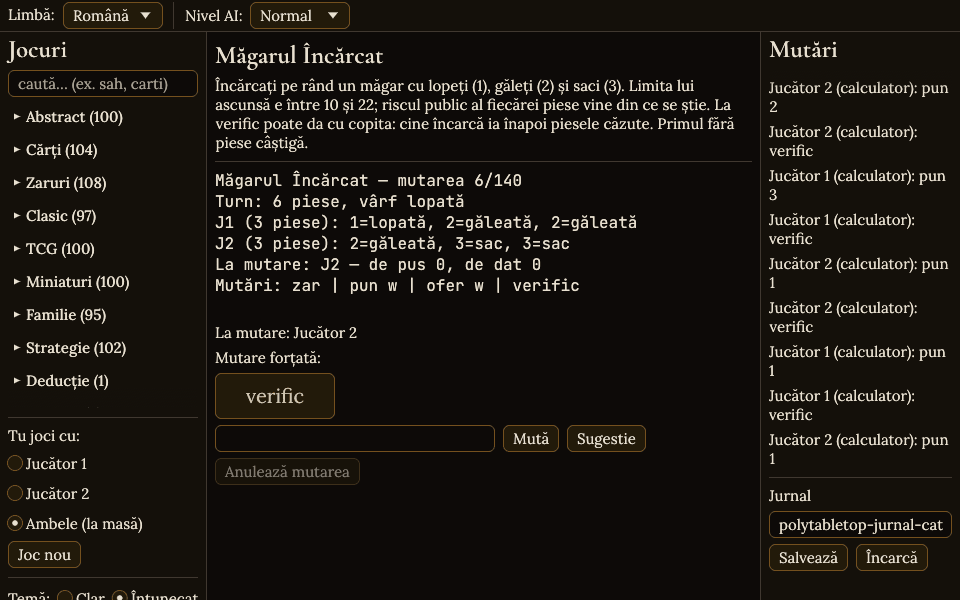 Limbă: Română ▼ Nivel AI: Normal ▼
Jocuri
caută... (ex. sah, carti)
▸ Abstract (100)
▸ Cărți (104)
▸ Zaruri (108)
▸ Clasic (97)
▸ TCG (100)
▸ Miniaturi (100)
▸ Familie (95)
▸ Strategie (102)
▸ Deducție (1)
Tu joci cu:
Jucător 1
Jucător 2
Ambele (la masă)
Joc nou
Temă: Clar Întunecat
Măgarul Încărcat
Încărcați pe rând un măgar cu lopeți (1), găleți (2) și saci (3). Limita lui
ascunsă e între 10 și 22; riscul public al fiecărei piese vine din ce se știe. La
verific poate da cu copita: cine încarcă ia înapoi piesele căzute. Primul fără
piese câștigă.
Măgarul Încărcat — mutarea 6/140
Turn: 6 piese, vârf lopată
J1 (3 piese): 1=lopată, 2=găleată, 2=găleată
J2 (3 piese): 2=găleată, 3=sac, 3=sac
La mutare: J2 — de pus 0, de dat 0
Mutări: zar | pun w | ofer w | verific
La mutare: Jucător 2
Mutare forțată:
verific
Mută Sugestie
Anulează mutarea
Mutări
Jucător 2 (calculator): pun
2
Jucător 2 (calculator):
verific
Jucător 1 (calculator): pun
3
Jucător 1 (calculator):
verific
Jucător 2 (calculator): pun
1
Jucător 2 (calculator):
verific
Jucător 1 (calculator): pun
1
Jucător 1 (calculator):
verific
Jucător 2 (calculator): pun
1
Jurnal
polytabletop-jurnal-cat
Salvează Încarcă